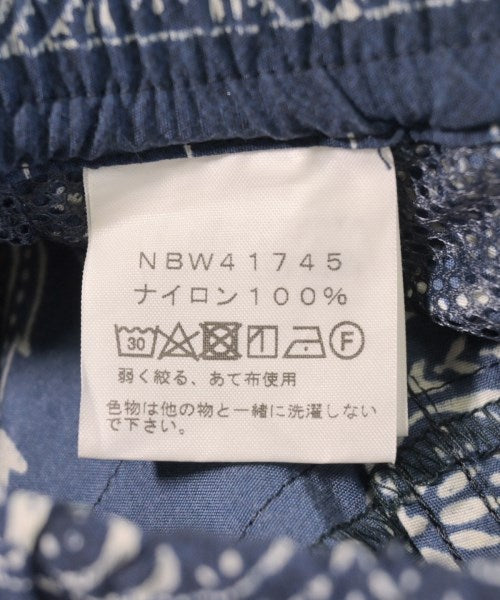 NBW41745
ナイロン100%
30 F
弱く絞る、あて布使用
色物は他の物と一緒に洗濯しない
で下さい。